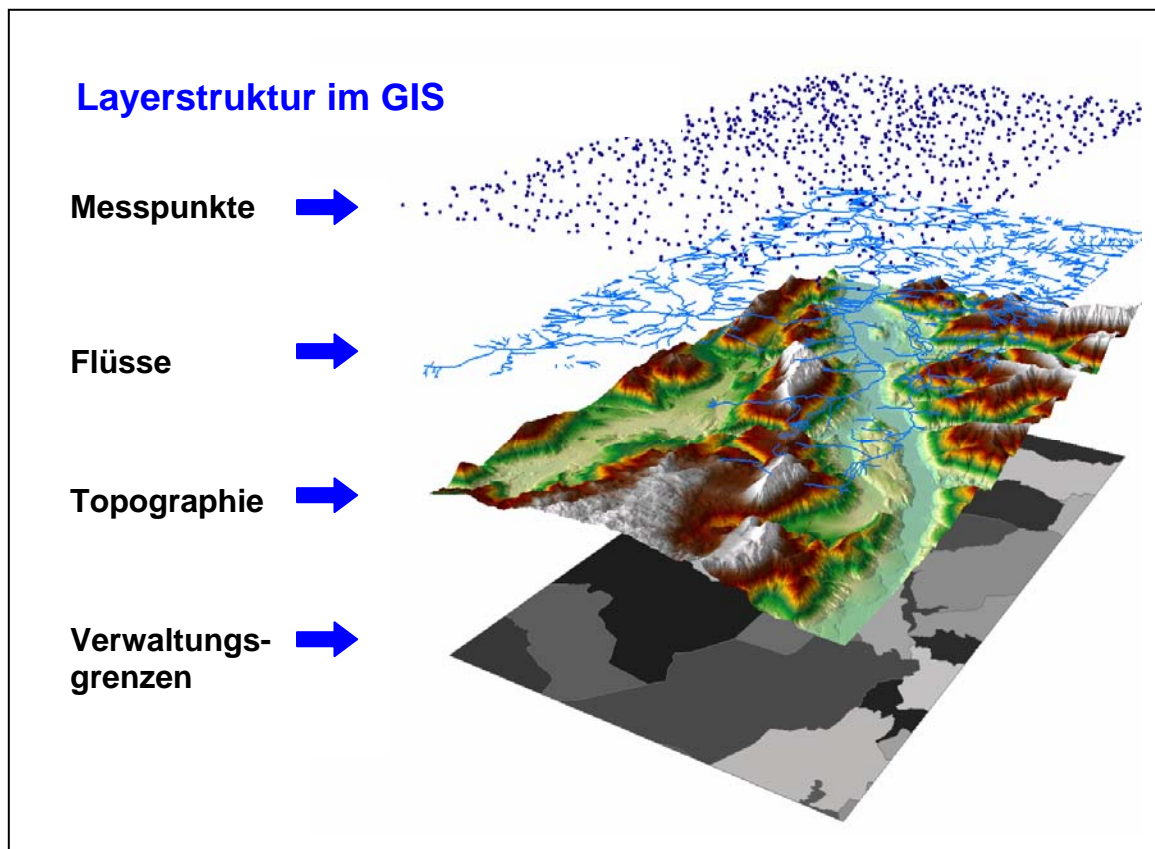 Layerstruktur im GIS
Messpunkte
Flüsse
Topographie
Verwaltungs-
grenzen